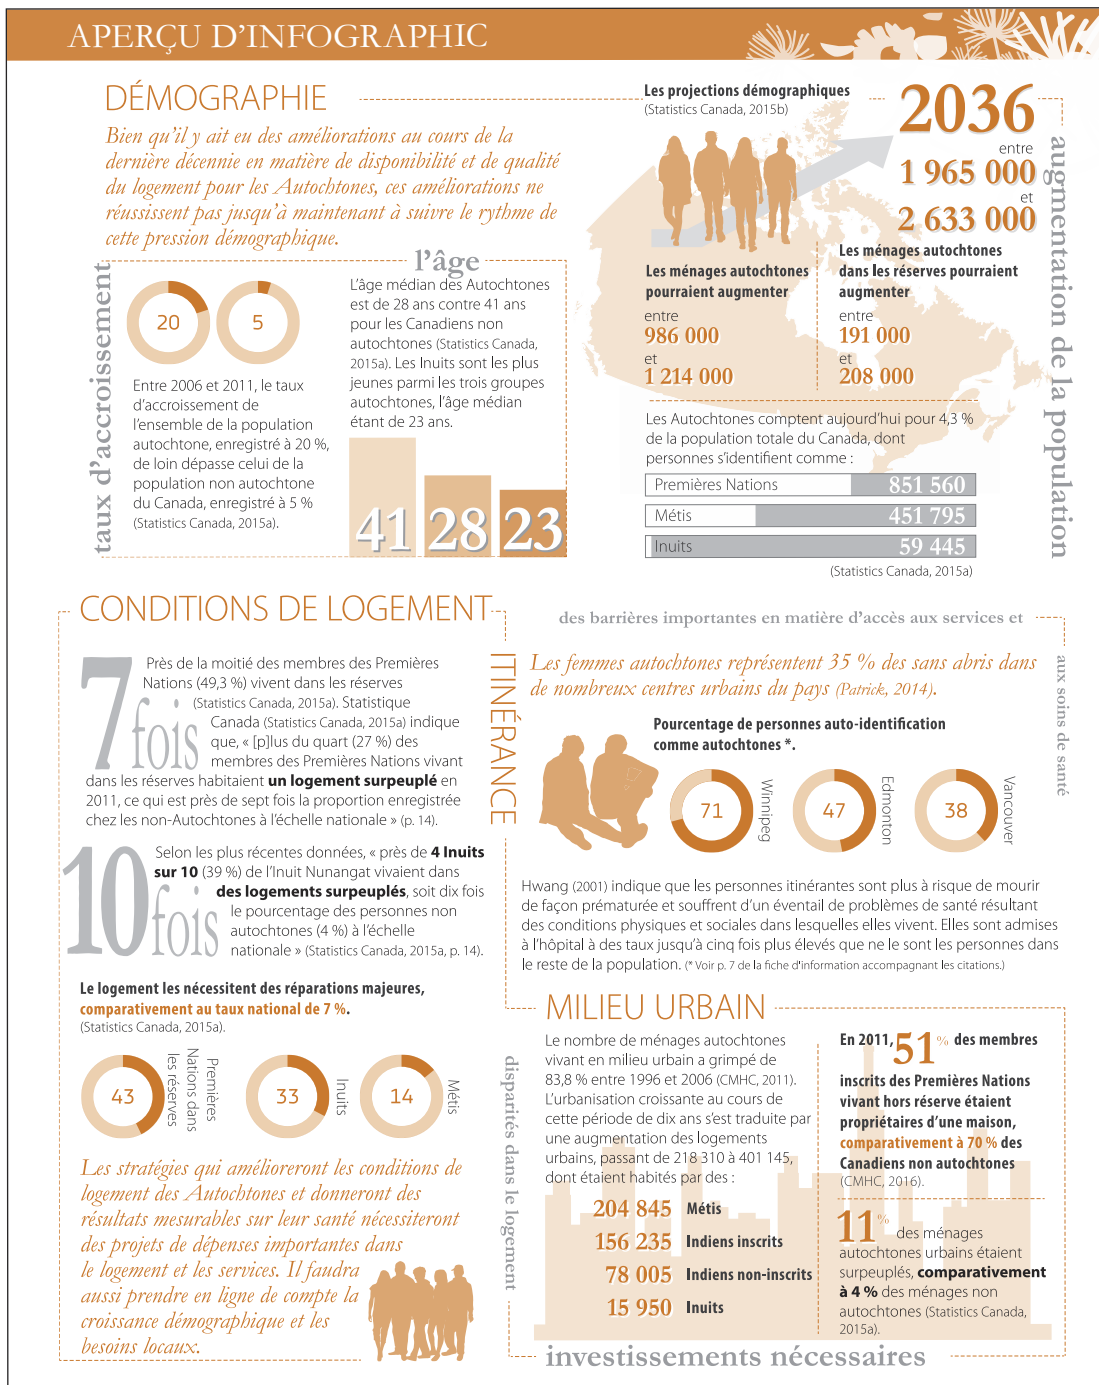 APERÇU D'INFOGRAPHIC
DÉMOGRAPHIE
Bien qu'il y ait eu des améliorations au cours de la
dernière décennie en matière de disponibilité et de qualité
du logement pour les Autochtones, ces améliorations ne
réussissent pas jusqu'à maintenant à suivre le rythme de
cette pression démographique.
taux d'accroissement
20
5
Entre 2006 et 2011, le taux
d'accroissement de
l'ensemble de la population
autochtone, enregistré à 20 %,
de loin dépasse celui de la
population non autochtone
du Canada, enregistré à 5 %
(Statistics Canada, 2015a).
l'âge
L'âge médian des Autochtones
est de 28 ans contre 41 ans
pour les Canadiens non
autochtones (Statistics Canada,
2015a). Les Inuits sont les plus
jeunes parmi les trois groupes
autochtones, l'âge médian
étant de 23 ans.
41
28
23
Les projections démographiques
(Statistics Canada, 2015b)
2036
entre
1 965 000
et
2 633 000
augmentation de la population
Les ménages autochtones
pourraient augmenter
entre
986 000
et
1 214 000
Les ménages autochtones
dans les réserves pourraient
augmenter
entre
191 000
et
208 000
Les Autochtones comptent aujourd'hui pour 4,3 %
de la population totale du Canada, dont
personnes s'identifient comme :
Premières Nations 851 560
Métis 451 795
Inuits 59 445
(Statistics Canada, 2015a)
CONDITIONS DE LOGEMENT
7 fois
Près de la moitié des membres des Premières
Nations (49,3 %) vivent dans les réserves
(Statistics Canada, 2015a). Statistique
Canada (Statistics Canada, 2015a) indique
que, « [p]lus du quart (27 %) des
membres des Premières Nations vivant
dans les réserves habitaient un logement surpeuplé en
2011, ce qui est près de sept fois la proportion enregistrée
chez les non-Autochtones à l'échelle nationale » (p. 14).
10 fois
Selon les plus récentes données, « près de 4 Inuits
sur 10 (39 %) de l'Inuit Nunangat vivaient dans
des logements surpeuplés, soit dix fois
le pourcentage des personnes non
autochtones (4 %) à l'échelle
nationale » (Statistics Canada, 2015a, p. 14).
Le logement les nécessitent des réparations majeures,
comparativement au taux national de 7 %.
(Statistics Canada, 2015a).
43
Premières
Nations dans
les réserves
33
Inuits
14
Métis
Les stratégies qui amélioreront les conditions de
logement des Autochtones et donneront des
résultats mesurables sur leur santé nécessiteront
des projets de dépenses importantes dans
le logement et les services. Il faudra
aussi prendre en ligne de compte la
croissance démographique et les
besoins locaux.
ITINÉRANCE
des barrières importantes en matière d'accès aux services et
aux soins de santé
Les femmes autochtones représentent 35 % des sans abris dans
de nombreux centres urbains du pays (Patrick, 2014).
Pourcentage de personnes auto-identification
comme autochtones *.
71
Winnipeg
47
Edmonton
38
Vancouver
Hwang (2001) indique que les personnes itinérantes sont plus à risque de mourir
de façon prématurée et souffrent d'un éventail de problèmes de santé résultant
des conditions physiques et sociales dans lesquelles elles vivent. Elles sont admises
à l'hôpital à des taux jusqu'à cinq fois plus élevés que ne le sont les personnes dans
le reste de la population. (* Voir p. 7 de la fiche d'information accompagnant les citations.)
MILIEU URBAIN
disparités dans le logement
Le nombre de ménages autochtones
vivant en milieu urbain a grimpé de
83,8 % entre 1996 et 2006 (CMHC, 2011).
L'urbanisation croissante au cours de
cette période de dix ans s'est traduite par
une augmentation des logements
urbains, passant de 218 310 à 401 145,
dont étaient habités par des :
204 845 Métis
156 235 Indiens inscrits
78 005 Indiens non-inscrits
15 950 Inuits
En 2011, 51 % des membres
inscrits des Premières Nations
vivant hors réserve étaient
propriétaires d'une maison,
comparativement à 70 % des
Canadiens non autochtones
(CMHC, 2016).
11 % des ménages
autochtones urbains étaient
surpeuplés, comparativement
à 4 % des ménages non
autochtones (Statistics Canada,
2015a).
investissements nécessaires